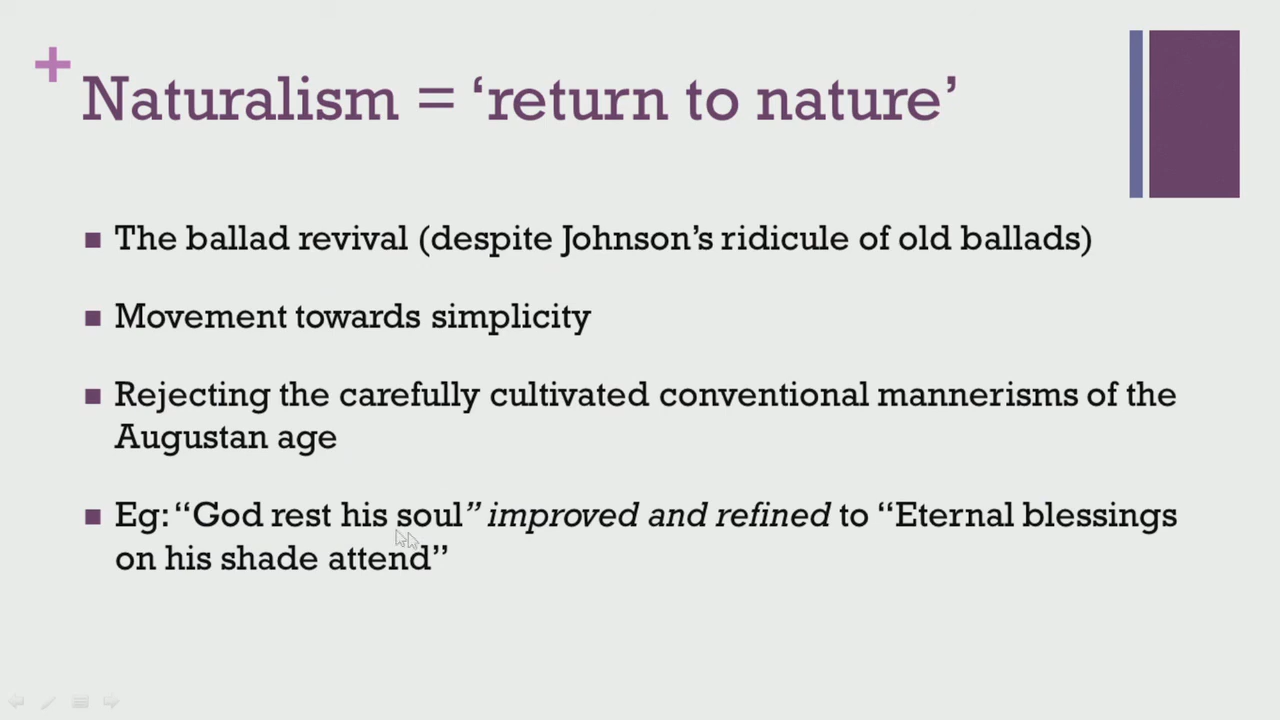 +
Naturalism = ‘return to nature’
■ The ballad revival (despite Johnson’s ridicule of old ballads)
■ Movement towards simplicity
■ Rejecting the carefully cultivated conventional mannerisms of the
Augustan age
■ Eg: “God rest his soul” improved and refined to “Eternal blessings
on his shade attend”